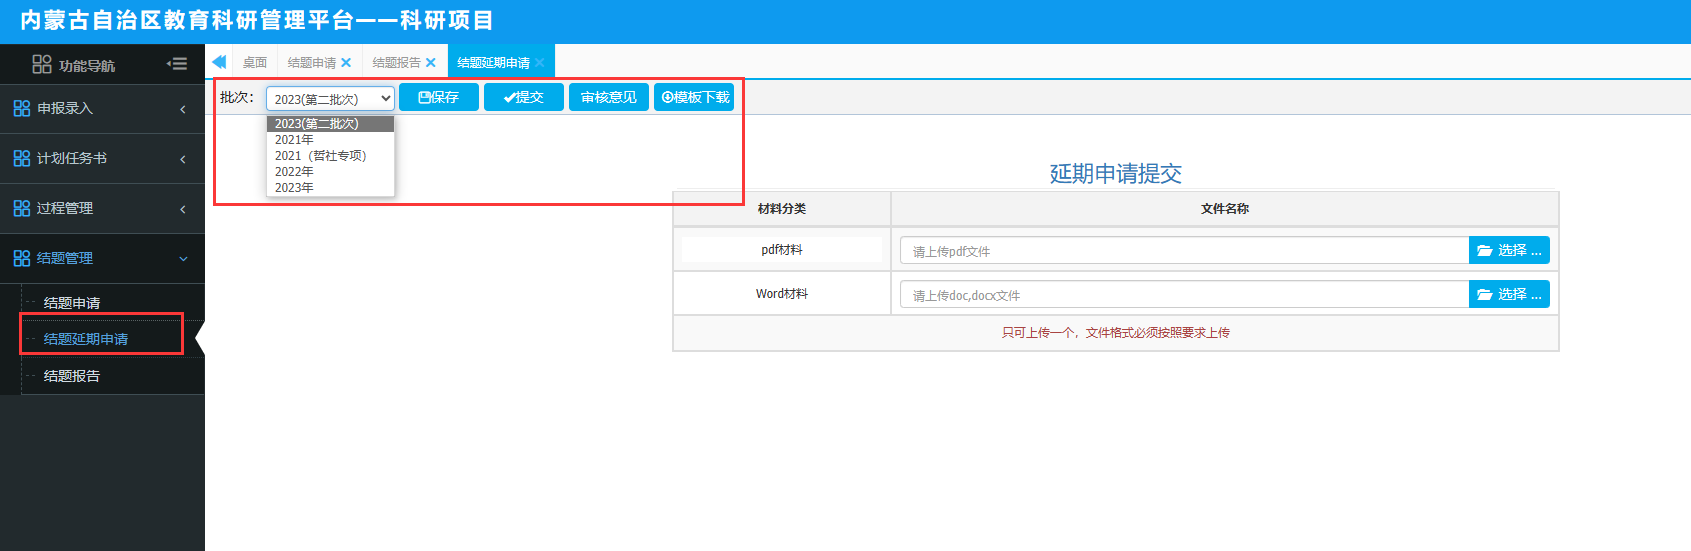 内蒙古自治区教育科研管理平台——科研项目
功能导航
桌面 结题申请 结题报告 结题延期申请
批次： 2023(第二批次) 保存 提交 审核意见 模板下载
2023(第二批次)
2021年
2021（哲社专项）
2022年
2023年
申报录入
计划任务书
过程管理
结题管理
结题申请
结题延期申请
结题报告
延期申请提交
材料分类 文件名称
pdf材料 请上传pdf文件 选择 ...
Word材料 请上传doc,docx文件 选择 ...
只可上传一个，文件格式必须按照要求上传